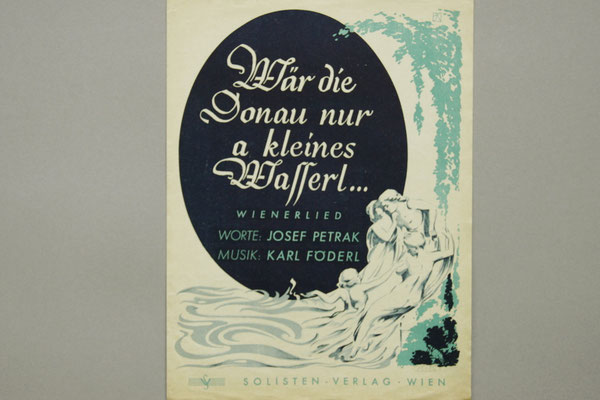 Wär die
Donau nur
a kleines
Wasserl...
WIENERLIED
WORTE: JOSEF PETRAK
MUSIK: KARL FÖDERL
SOLISTEN-VERLAG-WIEN